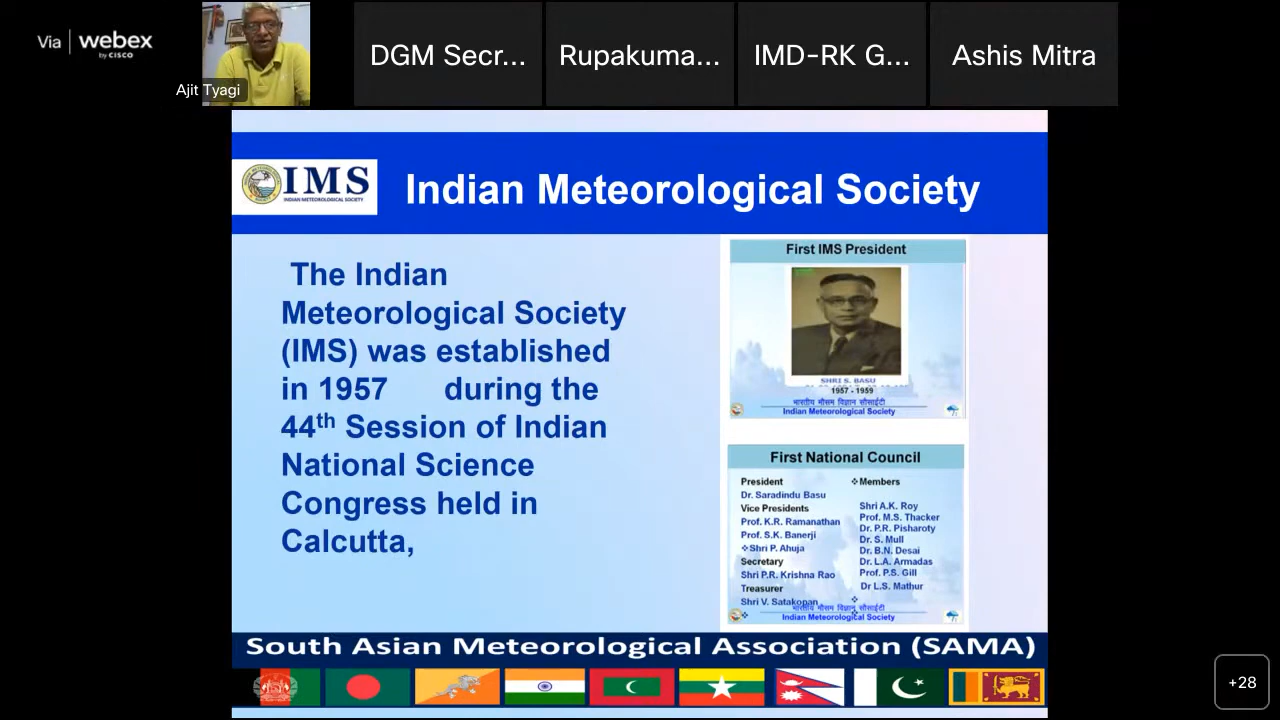 Via webex
by CISCO
Ajit Tyagi
DGM Secr...
Rupakuma...
IMD-RK G...
Ashis Mitra
IMS
INDIAN METEOROLOGICAL SOCIETY
Indian Meteorological Society
The Indian
Meteorological Society
(IMS) was established
in 1957 during the
44th Session of Indian
National Science
Congress held in
Calcutta,
First IMS President
SHRI S. BASU
1957 - 1959
भारतीय मौसम विज्ञान सोसाईटी
Indian Meteorological Society
First National Council
President
Dr. Saradindu Basu
Vice Presidents
Prof. K.R. Ramanathan
Prof. S.K. Banerji
❖Shri P. Ahuja
Secretary
Shri P.R. Krishna Rao
Treasurer
Shri V. Satakopan
❖Members
Shri A.K. Roy
Prof. M.S. Thacker
Dr. P.R. Pisharoty
Dr. S. Mull
Dr. B.N. Desai
Dr. L.A. Armadas
Prof. P.S. Gill
Dr L.S. Mathur
भारतीय मौसम विज्ञान सोसाईटी
Indian Meteorological Society
South Asian Meteorological Association (SAMA)
+28